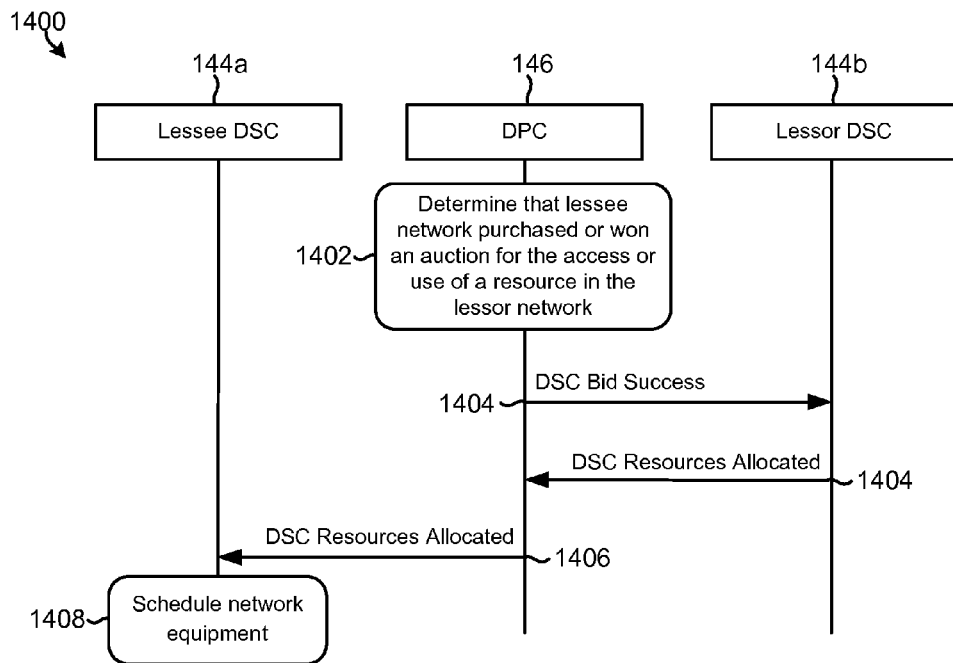 1400
144a
146
144b
Lessee DSC
DPC
Lessor DSC
Determine that lessee
network purchased or won
an auction for the access or
use of a resource in the
lessor network
1402
DSC Bid Success
1404
DSC Resources Allocated
1404
DSC Resources Allocated
1406
Schedule network
equipment
1408